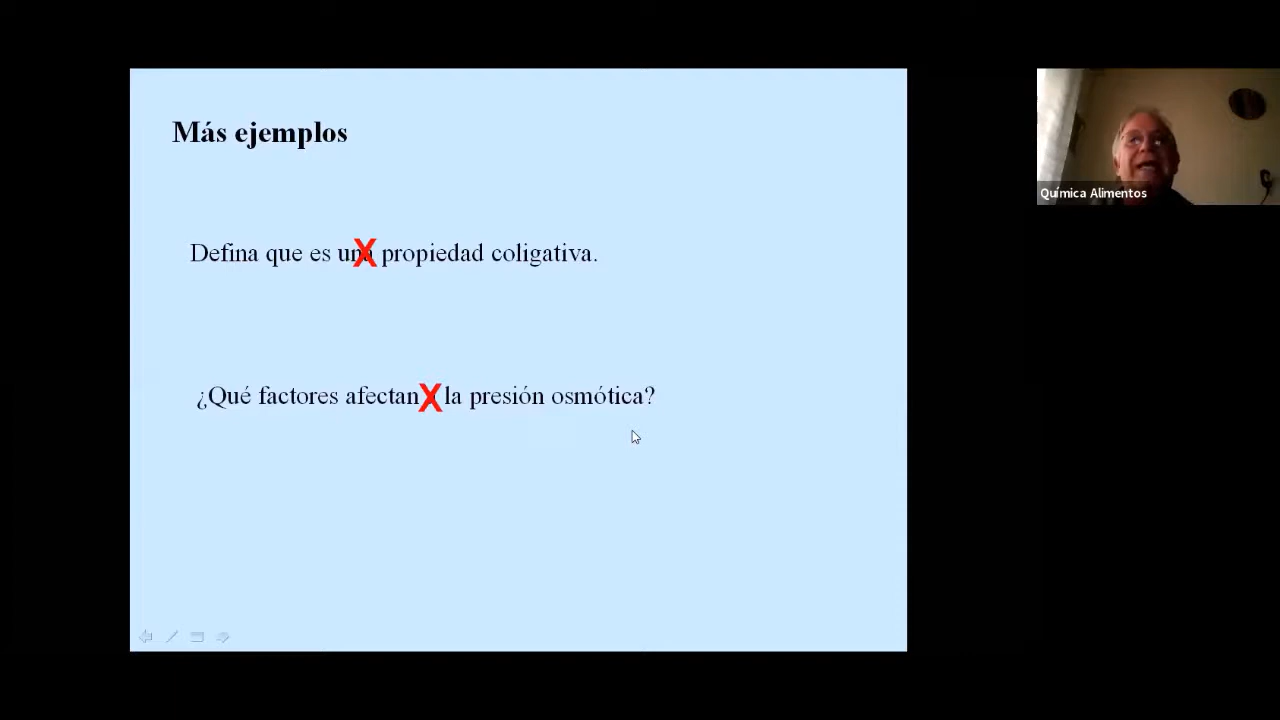 Más ejemplos
Química Alimentos
Defina que es una propiedad coligativa.
¿Qué factores afectan X la presión osmótica?